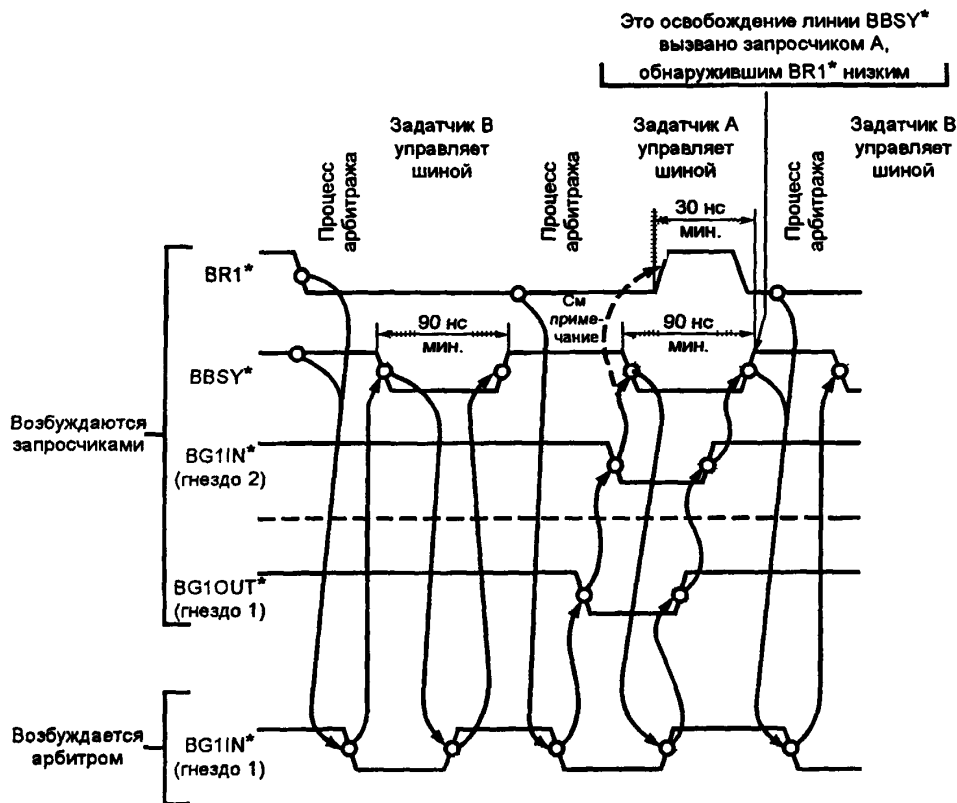 Это освобождение линии BBSY*
вызвано запросчиком А,
обнаружившим BR1* низким
Процесс
арбитража
Задатчик В
управляет
шиной
Процесс
арбитража
Задатчик А
управляет
шиной
Процесс
арбитража
Задатчик В
управляет
шиной
30 нс
мин.
BR1*
См
приме-
чание
90 нс
мин.
90 нс
мин.
BBSY*
Возбуждаются
запросчиками
BG1IN*
(гнездо 2)
BG1OUT*
(гнездо 1)
Возбуждается
арбитром
BG1IN*
(гнездо 1)